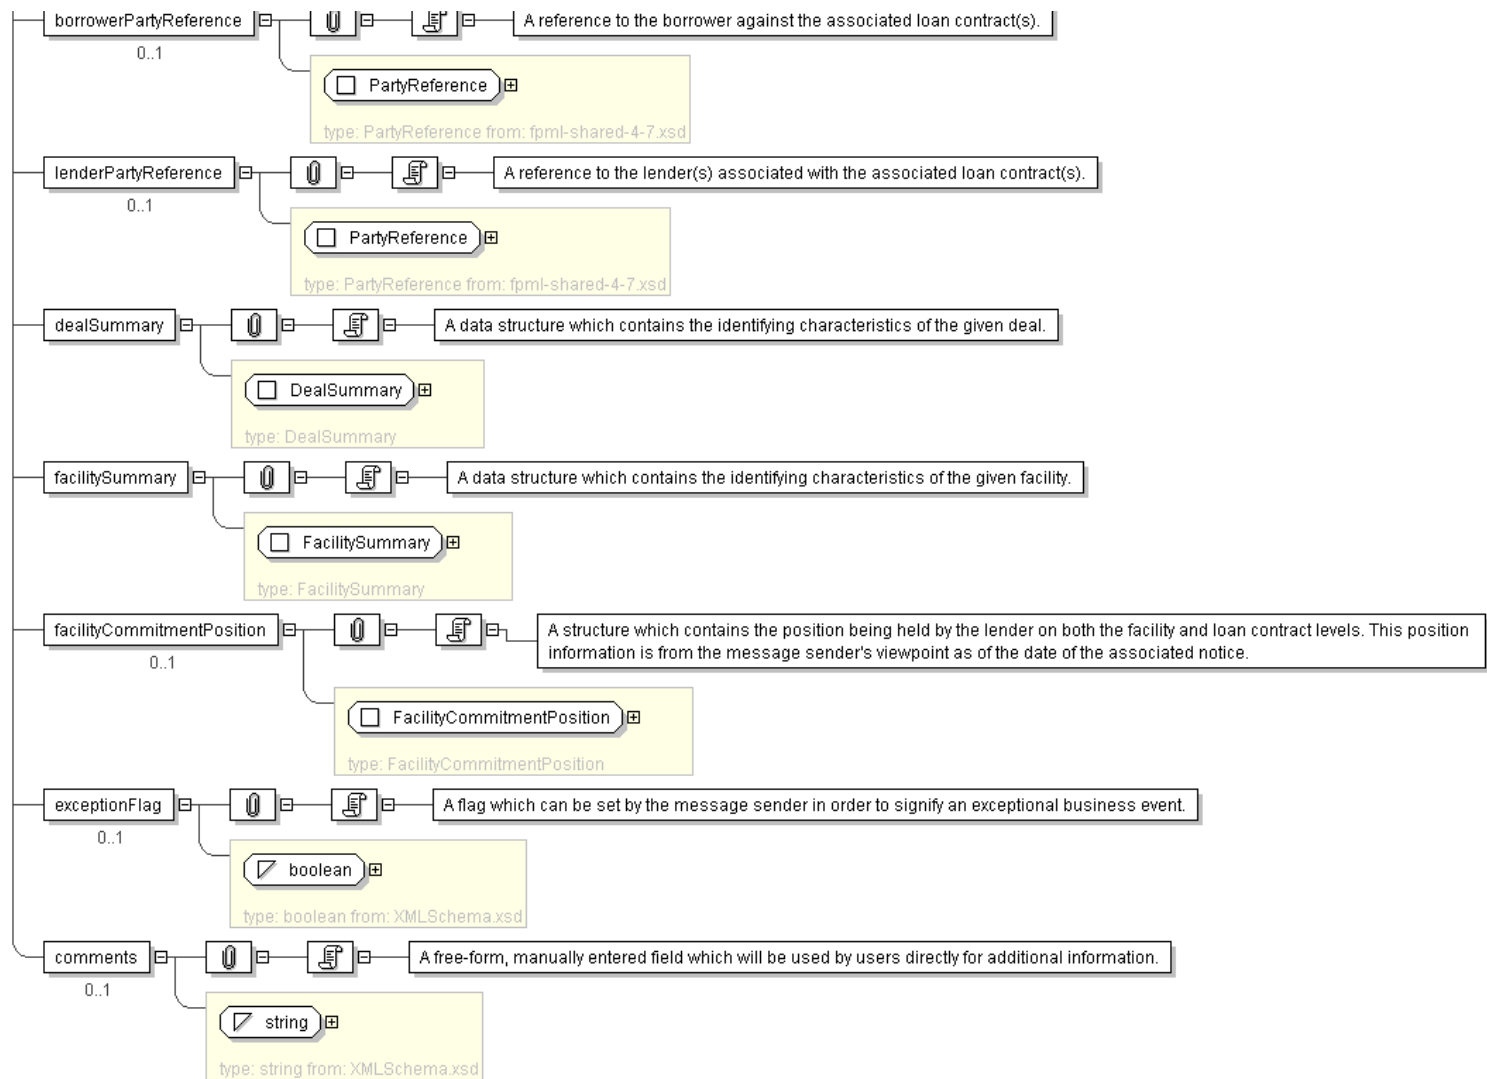 borrowerPartyReference
A reference to the borrower against the associated loan contract(s).
0..1
PartyReference
type: PartyReference from: fpml-shared-4-7.xsd
lenderPartyReference
A reference to the lender(s) associated with the associated loan contract(s).
0..1
PartyReference
type: PartyReference from: fpml-shared-4-7.xsd
dealSummary
A data structure which contains the identifying characteristics of the given deal.
DealSummary
type: DealSummary
facilitySummary
A data structure which contains the identifying characteristics of the given facility.
FacilitySummary
type: FacilitySummary
facilityCommitmentPosition
A structure which contains the position being held by the lender on both the facility and loan contract levels. This position
information is from the message sender's viewpoint as of the date of the associated notice.
0..1
FacilityCommitmentPosition
type: FacilityCommitmentPosition
exceptionFlag
A flag which can be set by the message sender in order to signify an exceptional business event.
0..1
boolean
type: boolean from: XMLSchema.xsd
comments
A free-form, manually entered field which will be used by users directly for additional information.
0..1
string
type: string from: XMLSchema.xsd